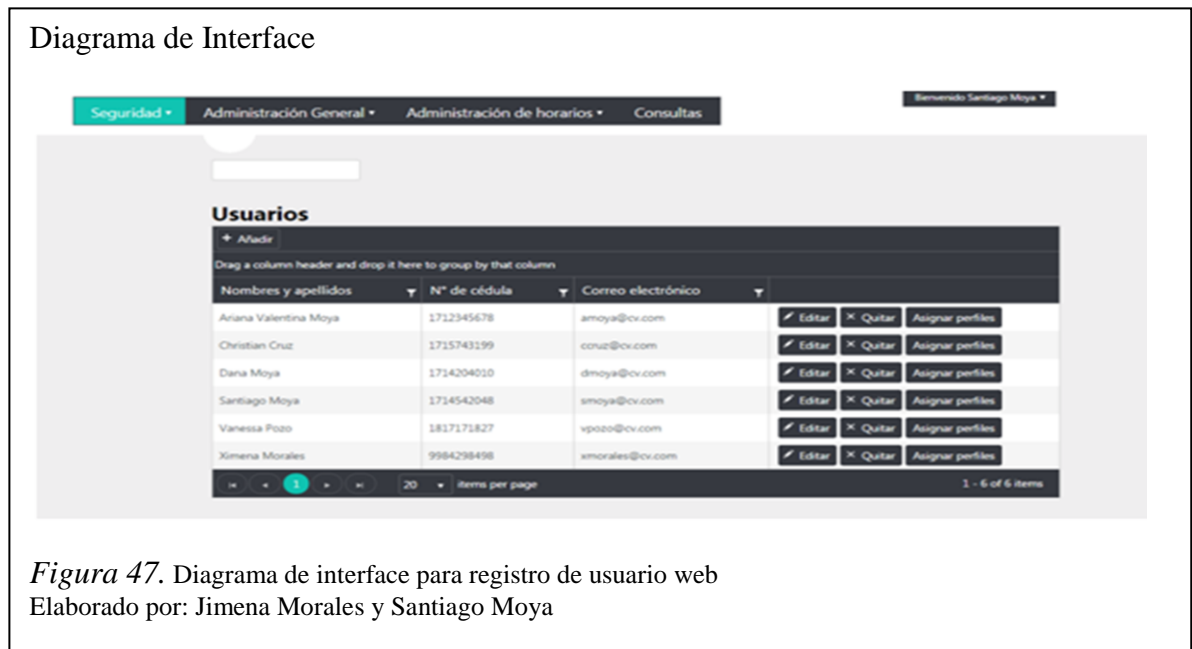 Diagrama de Interface
Bienvenido Santiago Moya
Seguridad Administración General Administración de horarios Consultas
Usuarios
+ Añadir
Drag a column header and drop it here to group by that column
Nombres y apellidos N° de cédula Correo electrónico
Ariana Valentina Moya 1712345678 amoya@cv.com Editar × Quitar Asignar perfiles
Christian Cruz 1715743199 ccruz@cv.com Editar × Quitar Asignar perfiles
Dana Moya 1714204010 dmoya@cv.com Editar × Quitar Asignar perfiles
Santiago Moya 1714542048 smoya@cv.com Editar × Quitar Asignar perfiles
Vanessa Pozo 1817171827 vpozo@cv.com Editar × Quitar Asignar perfiles
Ximena Morales 9984298498 xmorales@cv.com Editar × Quitar Asignar perfiles
1 20 items per page 1 - 6 of 6 items
Figura 47. Diagrama de interface para registro de usuario web
Elaborado por: Jimena Morales y Santiago Moya